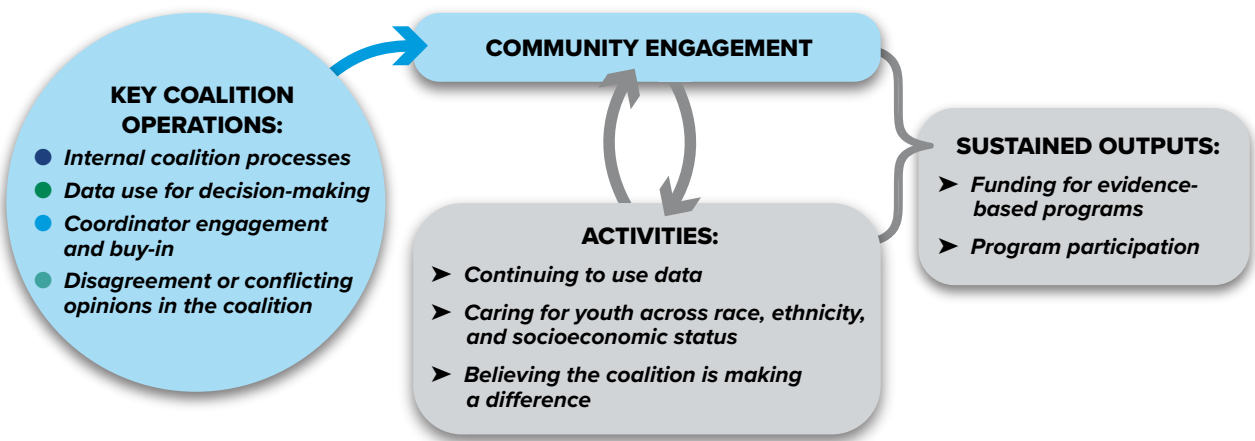 KEY COALITION
OPERATIONS:
Internal coalition processes
Data use for decision-making
Coordinator engagement
and buy-in
Disagreement or conflicting
opinions in the coalition
COMMUNITY ENGAGEMENT
ACTIVITIES:
➤ Continuing to use data
➤ Caring for youth across race, ethnicity,
and socioeconomic status
➤ Believing the coalition is making
a difference
SUSTAINED OUTPUTS:
➤ Funding for evidence-
based programs
➤ Program participation